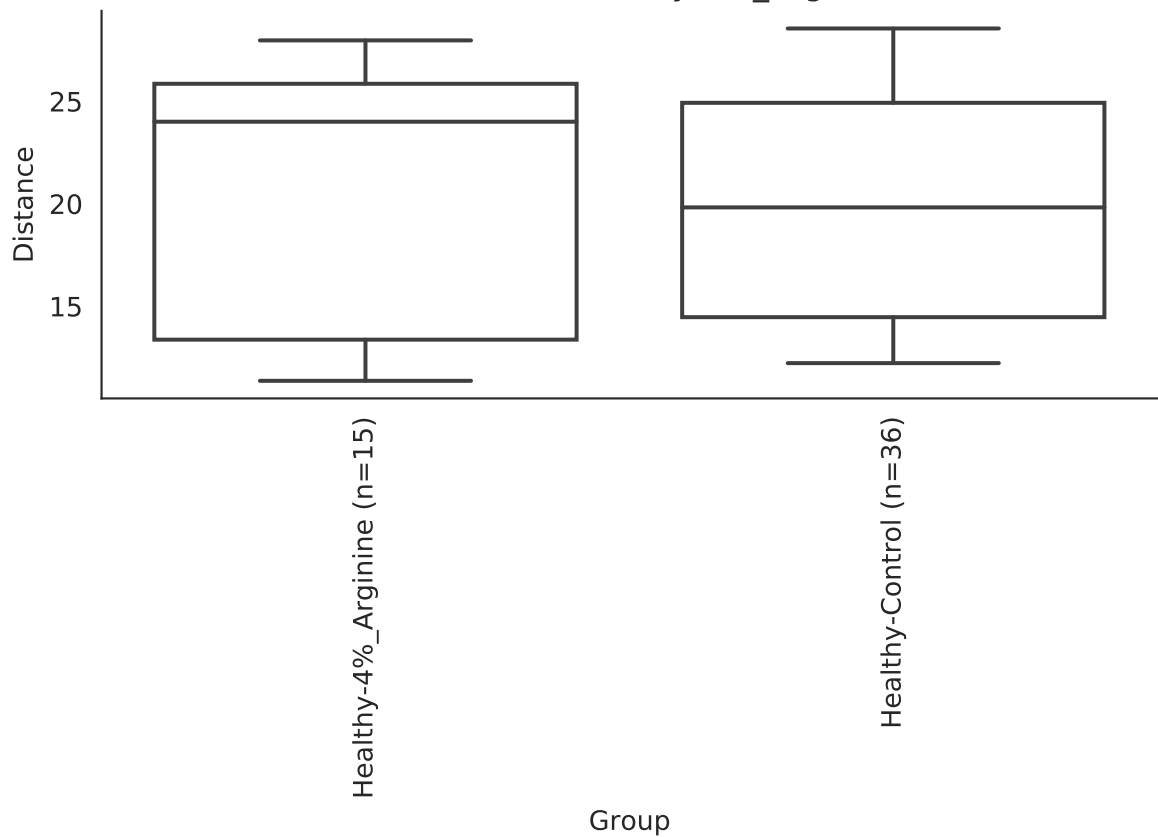 25
20
15
Distance
Healthy-4%_Arginine (n=15)
Healthy-Control (n=36)
Group